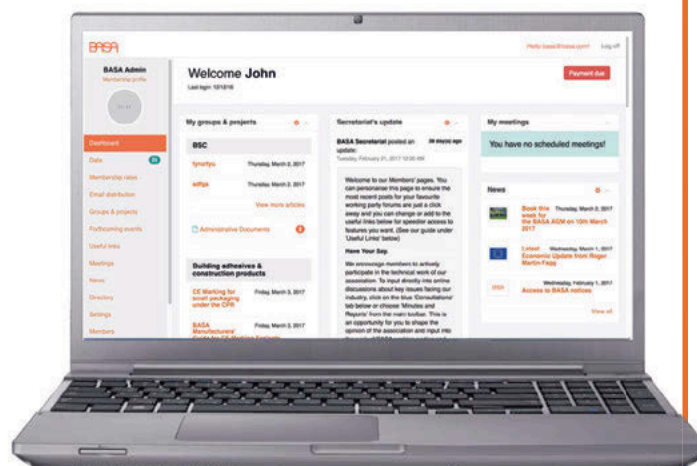 BASA
Hello basa@basa.com! Log off
BASA Admin
Membership profile
Dashboard
Data
Membership rates
Email distribution
Groups & projects
Forthcoming events
Useful links
Meetings
News
Directory
Settings
Members
Welcome John
Last login: 12/12/16
Payment due
My groups & projects
BSC
Thursday, March 2, 2017
Thursday, March 2, 2017
View more articles
Administrative Documents
Building adhesives &
construction products
CE Marking for Friday, March 3, 2017
small packaging
under the CPR
BASA Friday, March 3, 2017
Manufacturers'
Secretariat's update
BASA Secretariat posted an 28 day(s) ago
update:
Tuesday, February 21, 2017
Welcome to our Members' pages. You
can personalise this page to ensure the
most recent posts for your favourite
working party forums are just a click
away and you can change or add to the
useful links below for speedier access to
features you want. (See our guide under
'Useful Links' below)
Have Your Say
We encourage members to actively
participate in the technical work of our
association. To input directly into online
discussions about key issues facing our
industry, click on the blue 'Consultations'
tab below or choose 'Minutes and
Reports' from the main toolbar. This is
an opportunity for you to shape the
opinion of the association and input into
My meetings
You have no scheduled meetings!
News
Book this Thursday, March 2, 2017
week for
the BASA AGM on 15th March
2017
Latest Wednesday, March 1, 2017
Economic Update from Roger
Martin-Fagg
Wednesday, February 1, 2017
Access to BASA notices
View all